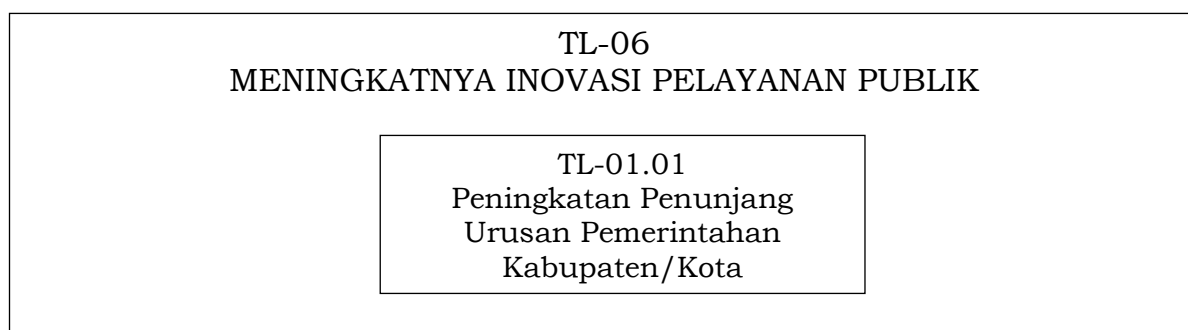 TL-06
MENINGKATNYA INOVASI PELAYANAN PUBLIK
TL-01.01
Peningkatan Penunjang
Urusan Pemerintahan
Kabupaten/Kota